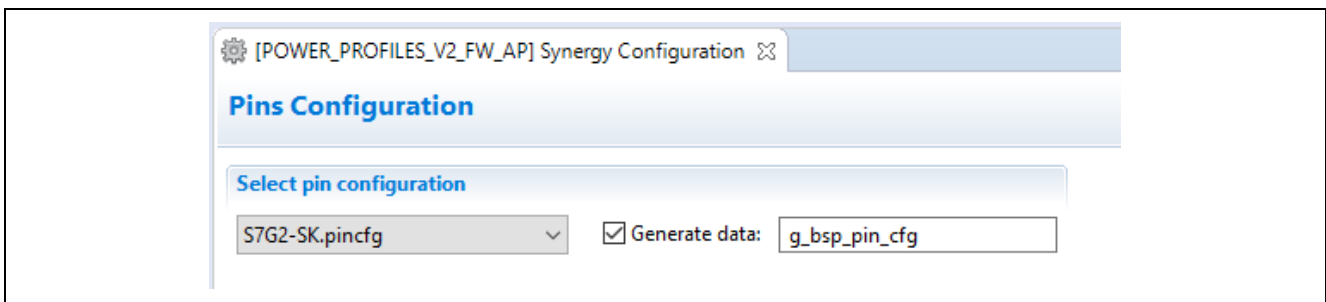 [POWER_PROFILES_V2_FW_AP] Synergy Configuration
Pins Configuration
Select pin configuration
S7G2-SK.pincfg Generate data: g_bsp_pin_cfg